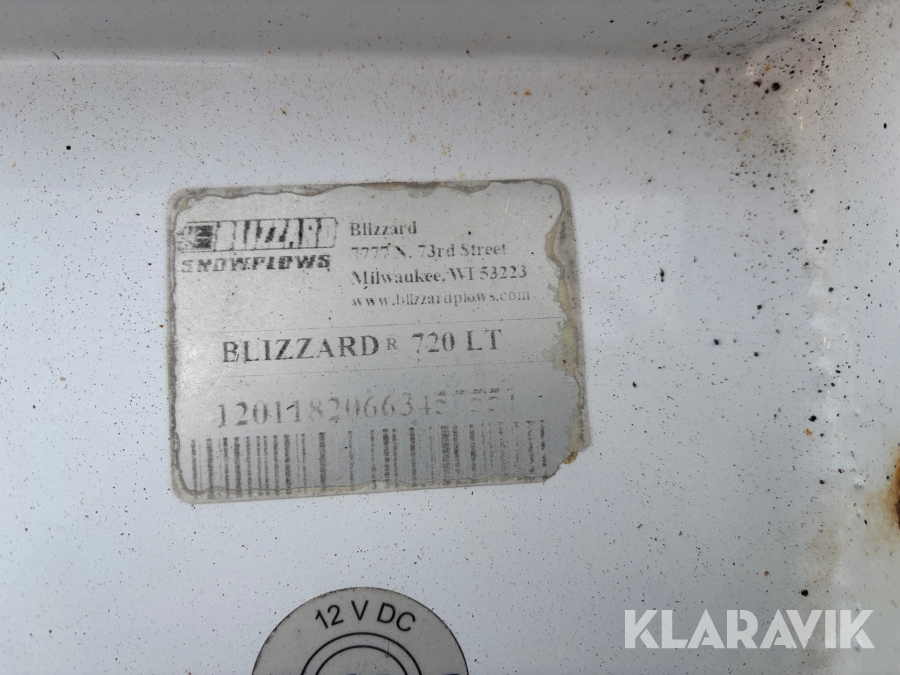 BLIZZARD
SNOWPLOWS
Blizzard
7777 N. 73rd Street
Milwaukee, WI 53223
www.blizzardplows.com
BLIZZARD R 720 LT
12 V DC
KLARAVIK